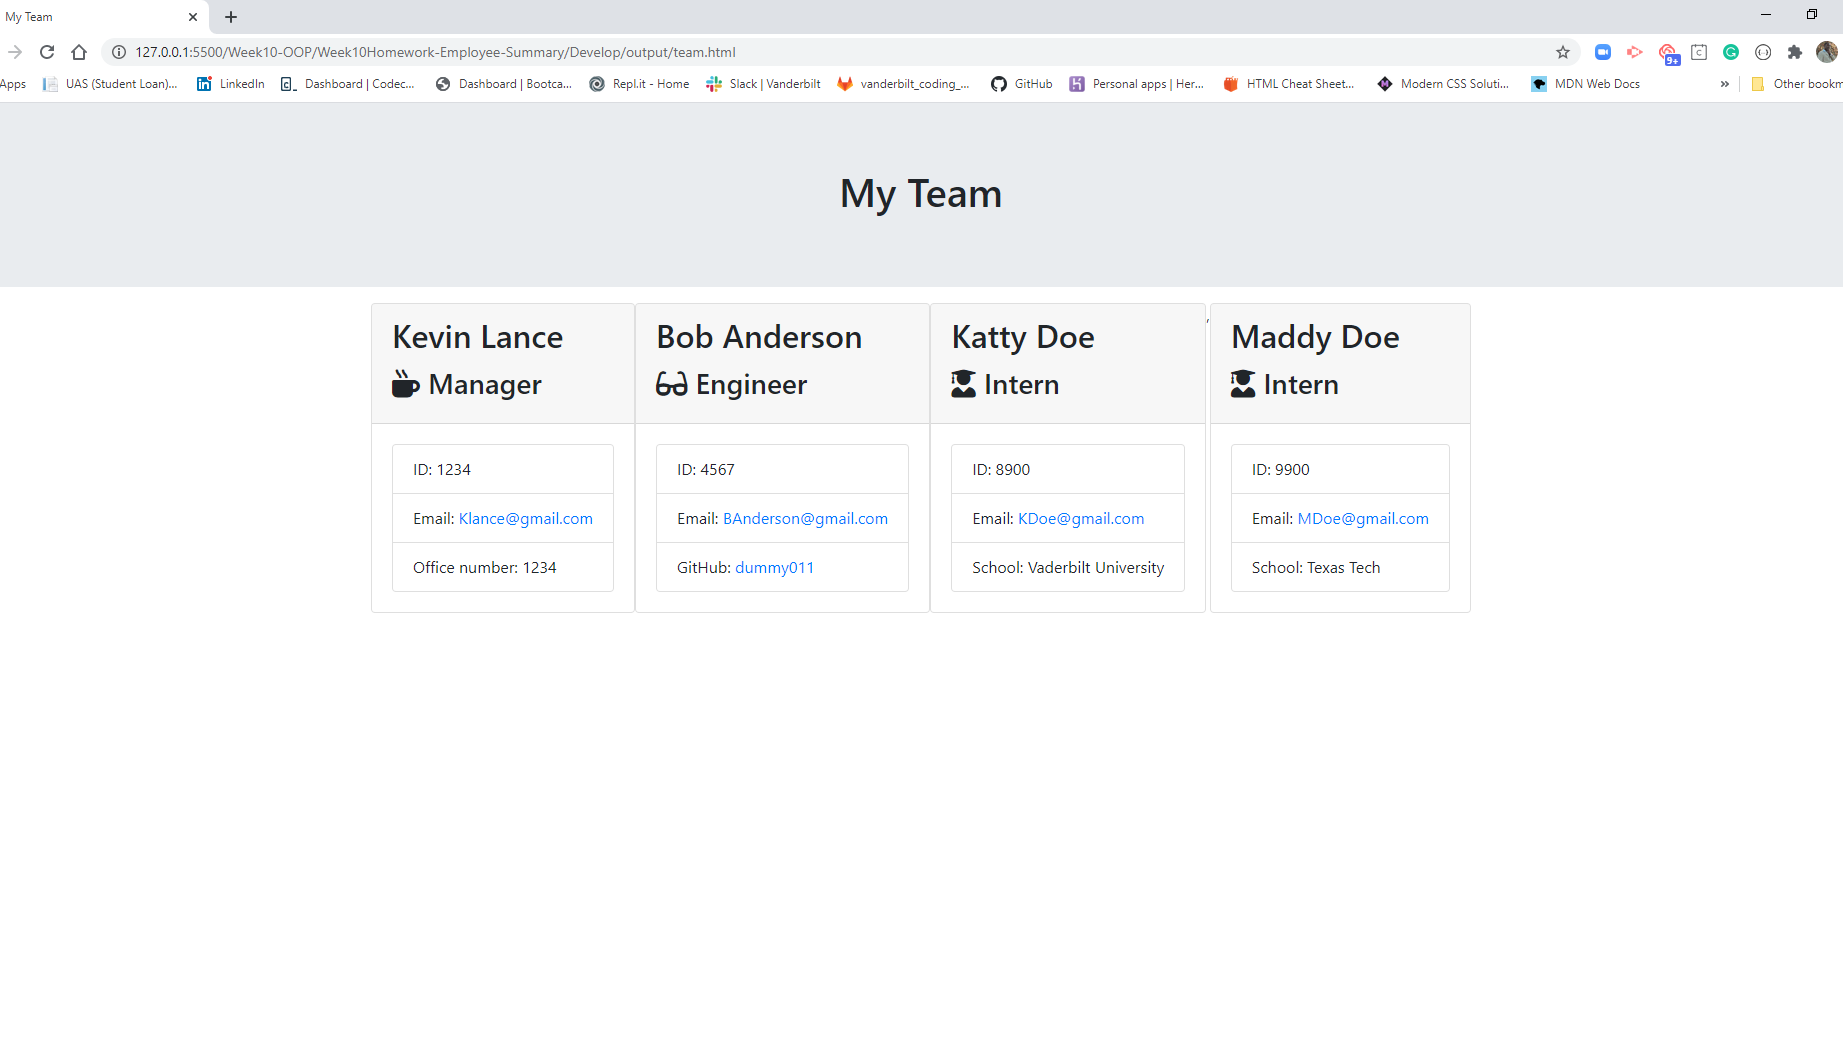 My Team
127.0.0.1:5500/Week10-OOP/Week10Homework-Employee-Summary/Develop/output/team.html
9+
Apps UAS (Student Loan)... LinkedIn Dashboard | Codec... Dashboard | Bootca... Repl.it - Home Slack | Vanderbilt vanderbilt_coding_... GitHub Personal apps | Her... HTML Cheat Sheet... Modern CSS Soluti... MDN Web Docs » Other bookm
My Team
Kevin Lance
Manager
ID: 1234
Email: Klance@gmail.com
Office number: 1234
Bob Anderson
Engineer
ID: 4567
Email: BAnderson@gmail.com
GitHub: dummy011
Katty Doe
Intern
ID: 8900
Email: KDoe@gmail.com
School: Vaderbilt University
,
Maddy Doe
Intern
ID: 9900
Email: MDoe@gmail.com
School: Texas Tech